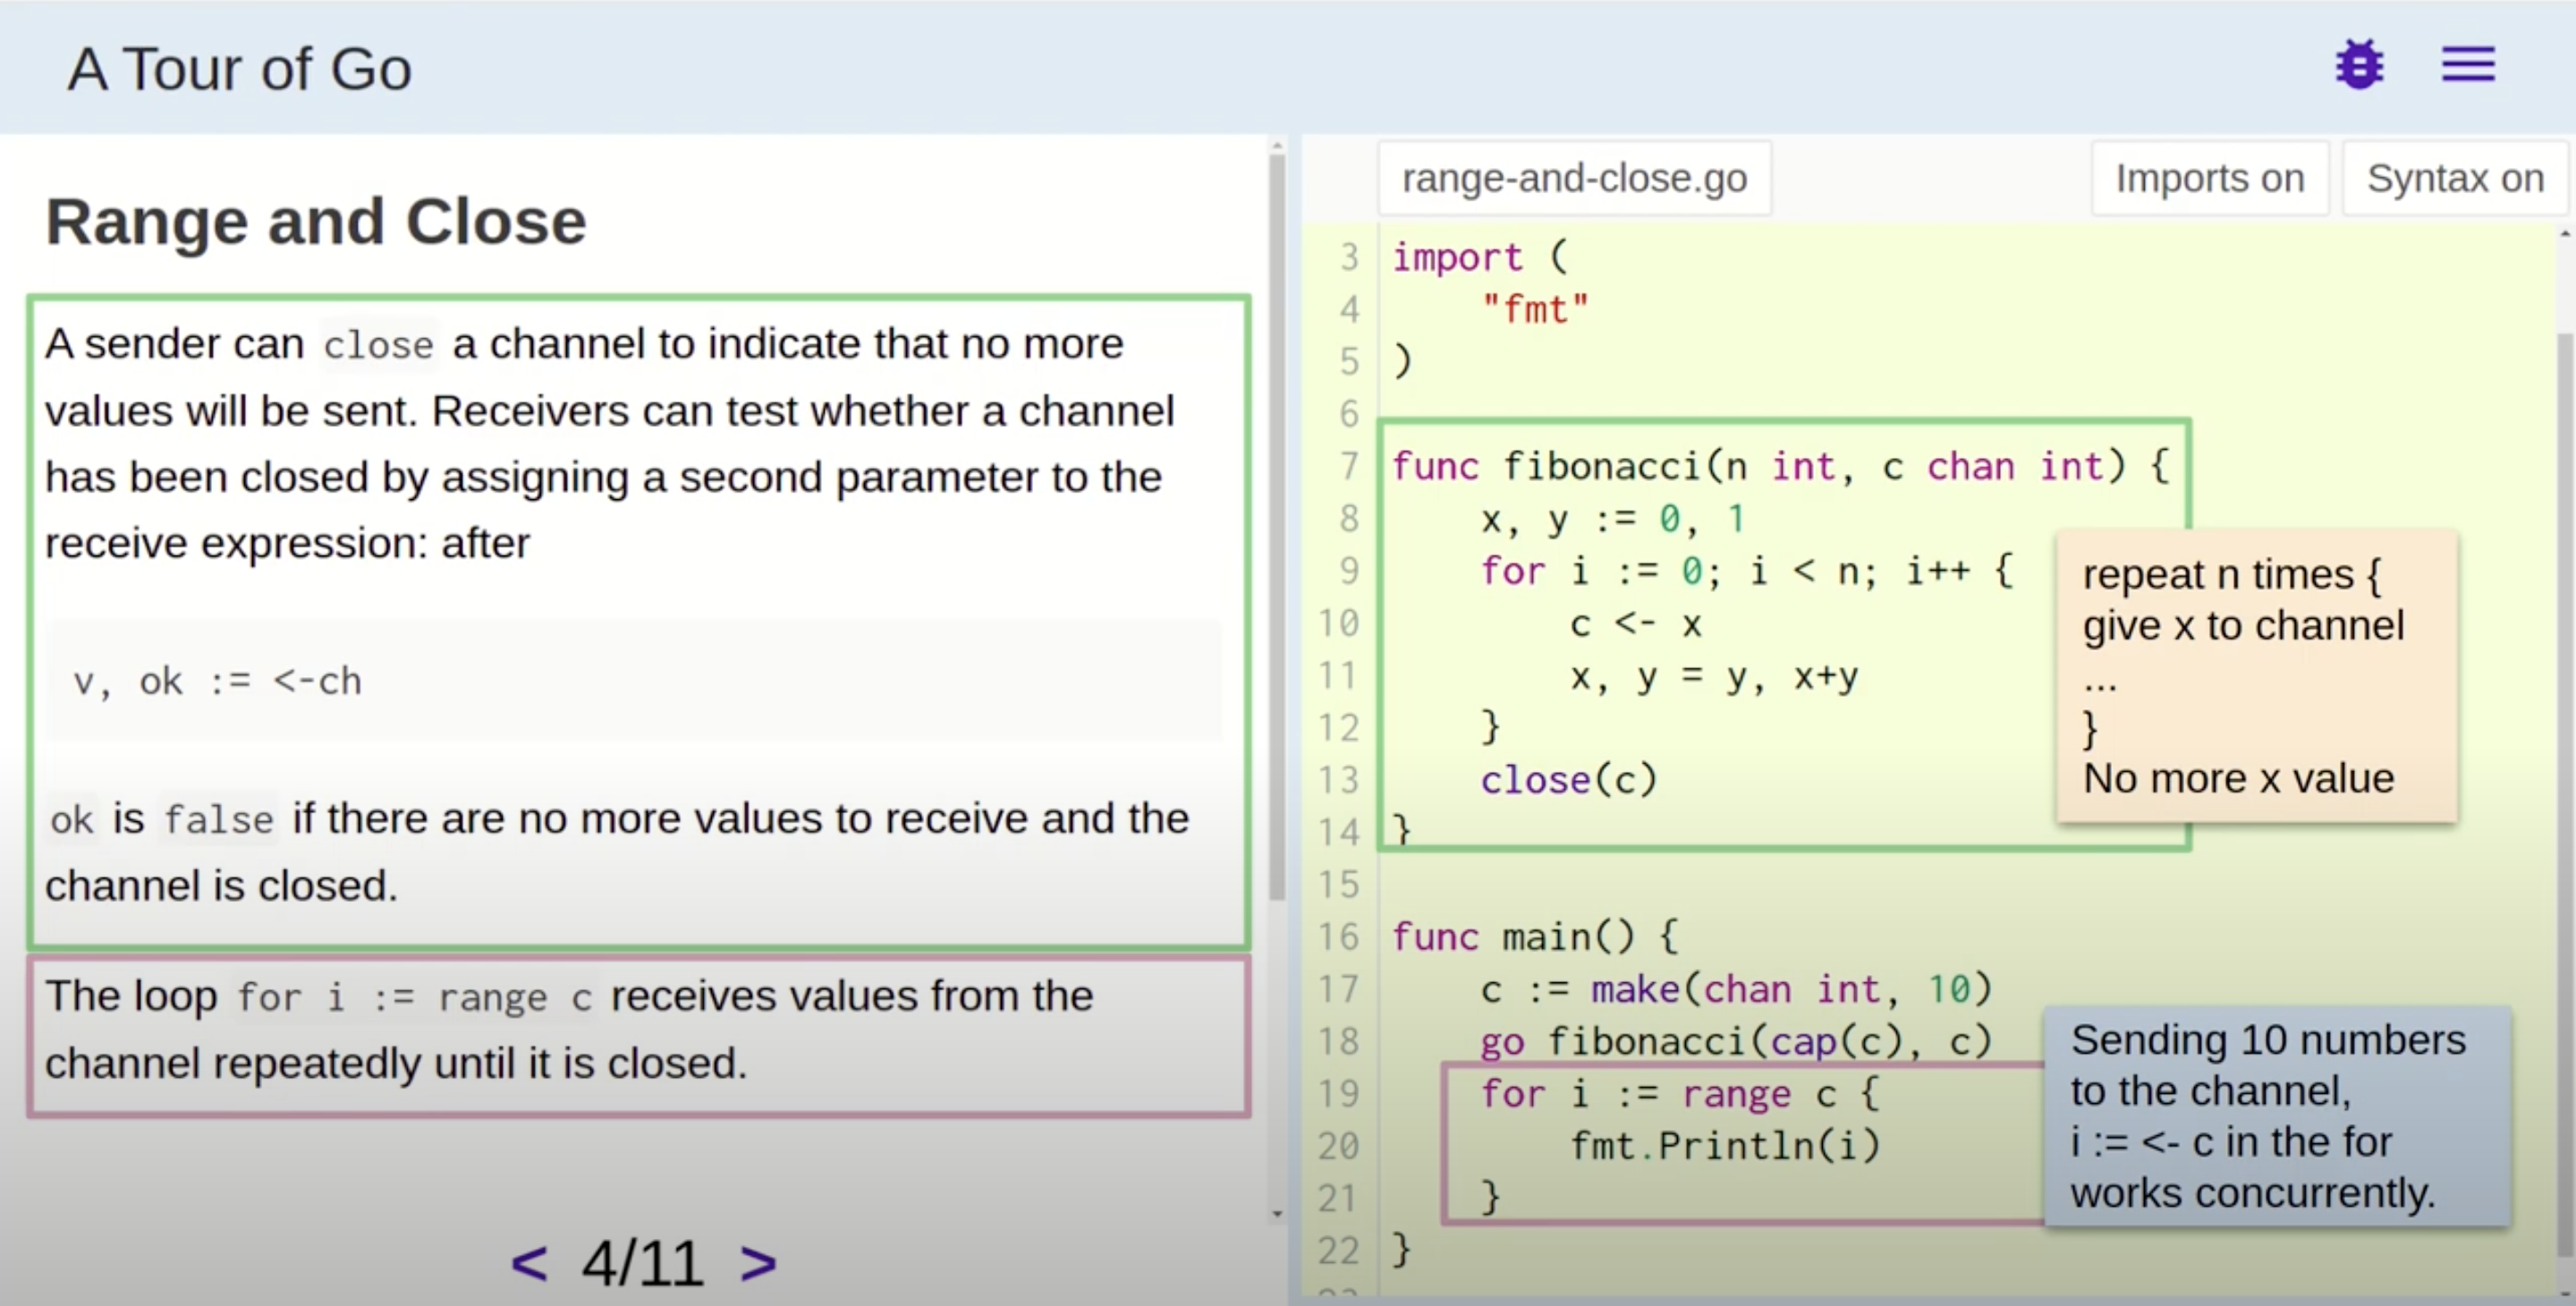 A Tour of Go
Range and Close
A sender can close a channel to indicate that no more
values will be sent. Receivers can test whether a channel
has been closed by assigning a second parameter to the
receive expression: after
v, ok := <-ch
ok is false if there are no more values to receive and the
channel is closed.
The loop for i := range c receives values from the
channel repeatedly until it is closed.
< 4/11 >
range-and-close.go
Imports on
Syntax on
3 import (
4     "fmt"
5 )
6
7 func fibonacci(n int, c chan int) {
8     x, y := 0, 1
9     for i := 0; i < n; i++ {
10         c <- x
11         x, y = y, x+y
12     }
13     close(c)
14 }
15
16 func main() {
17     c := make(chan int, 10)
18     go fibonacci(cap(c), c)
19     for i := range c {
20         fmt.Println(i)
21     }
22 }
repeat n times {
give x to channel
...
}
No more x value
Sending 10 numbers
to the channel,
i := <- c in the for
works concurrently.